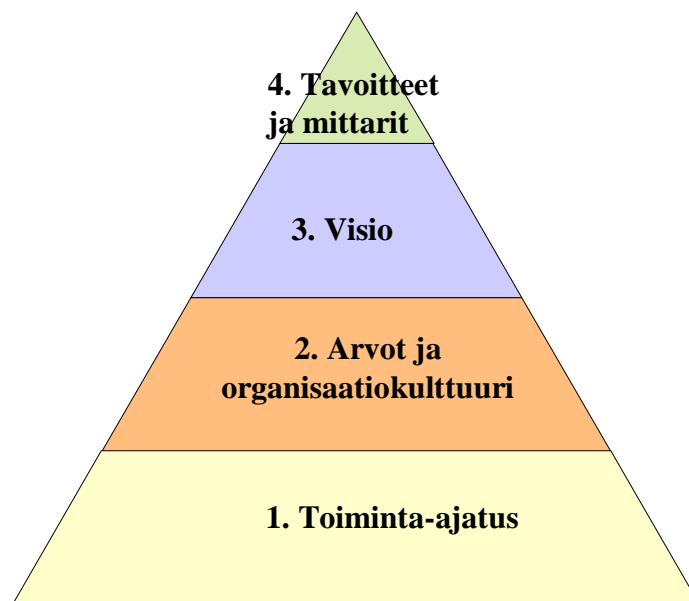 4. Tavoitteet
ja mittarit
3. Visio
2. Arvot ja
organisaatiokulttuuri
1. Toiminta-ajatus